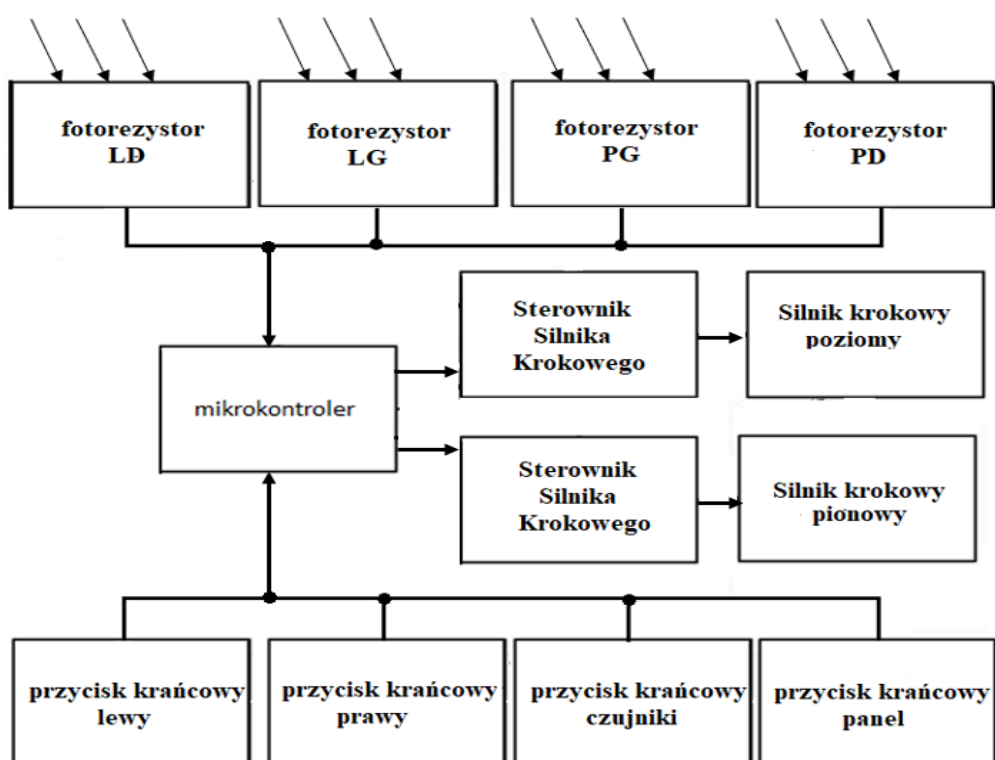 fotorezystor
LD
fotorezystor
LG
fotorezystor
PG
fotorezystor
PD
Sterownik
Silnika
Krokowego
Silnik krokowy
poziomy
mikrokontroler
Sterownik
Silnika
Krokowego
Silnik krokowy
pionowy
przycisk krańcowy
lewy
przycisk krańcowy
prawy
przycisk krańcowy
czujniki
przycisk krańcowy
panel